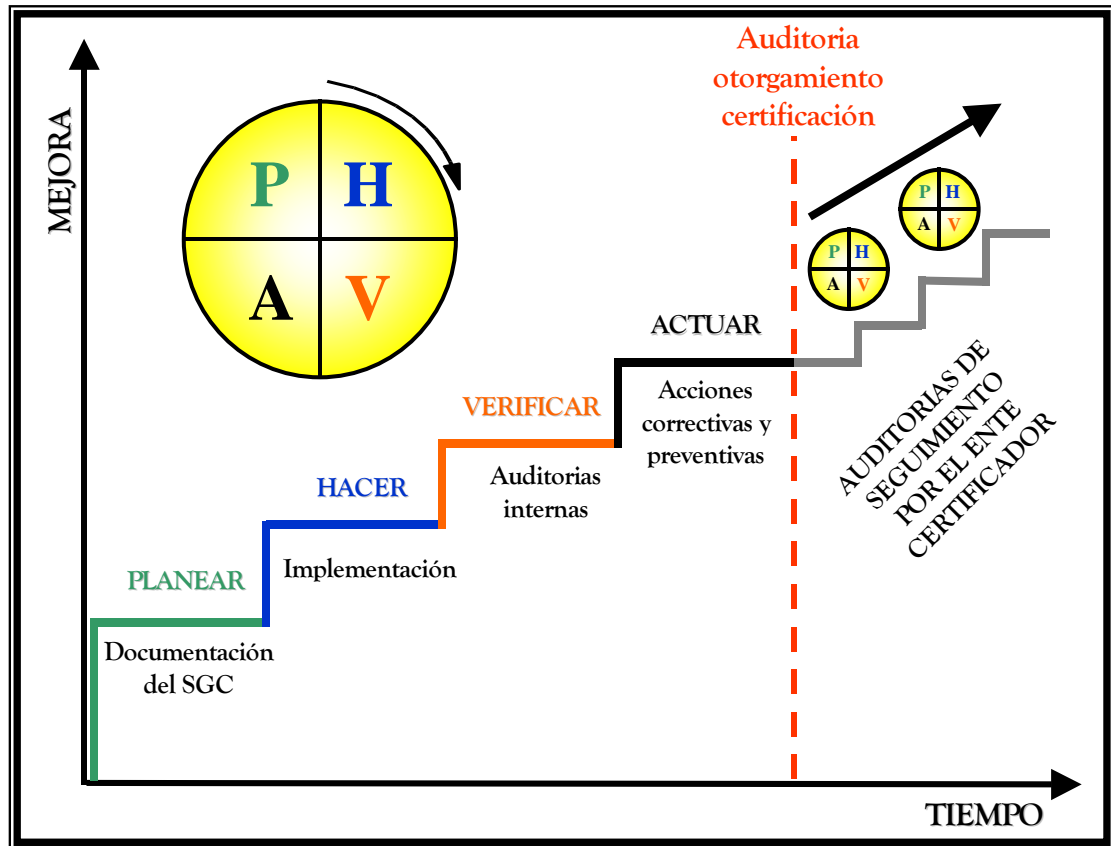 MEJORA
P H
A V
Auditoria
otorgamiento
certificación
P H
A V
P H
A V
ACTUAR
Acciones
correctivas y
preventivas
VERIFICAR
Auditorias
internas
HACER
Implementación
PLANEAR
Documentación
del SGC
AUDITORIAS DE
SEGUIMIENTO
POR EL ENTE
CERTIFICADOR
TIEMPO